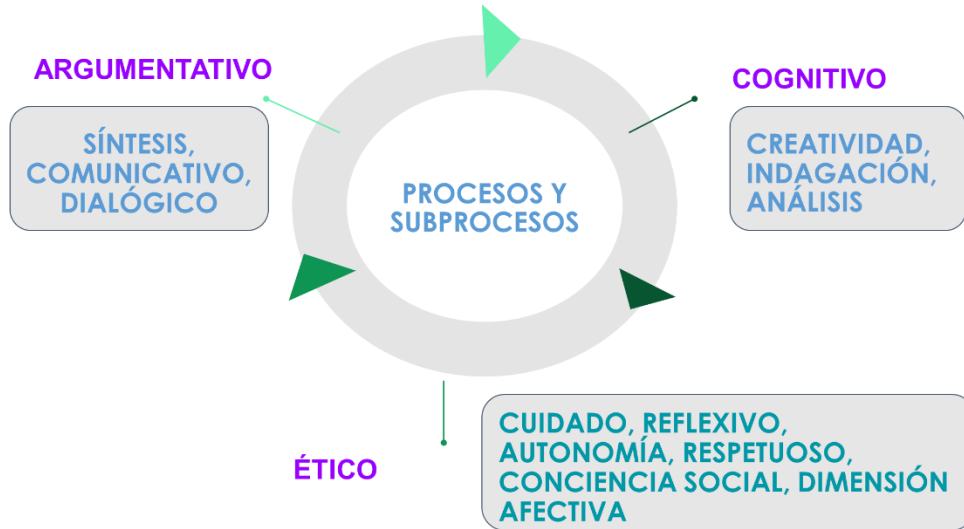 ARGUMENTATIVO
SÍNTESIS,
COMUNICATIVO,
DIALÓGICO
COGNITIVO
CREATIVIDAD,
INDAGACIÓN,
ANÁLISIS
PROCESOS Y
SUBPROCESOS
ÉTICO
CUIDADO, REFLEXIVO,
AUTONOMÍA, RESPETUOSO,
CONCIENCIA SOCIAL, DIMENSIÓN
AFECTIVA